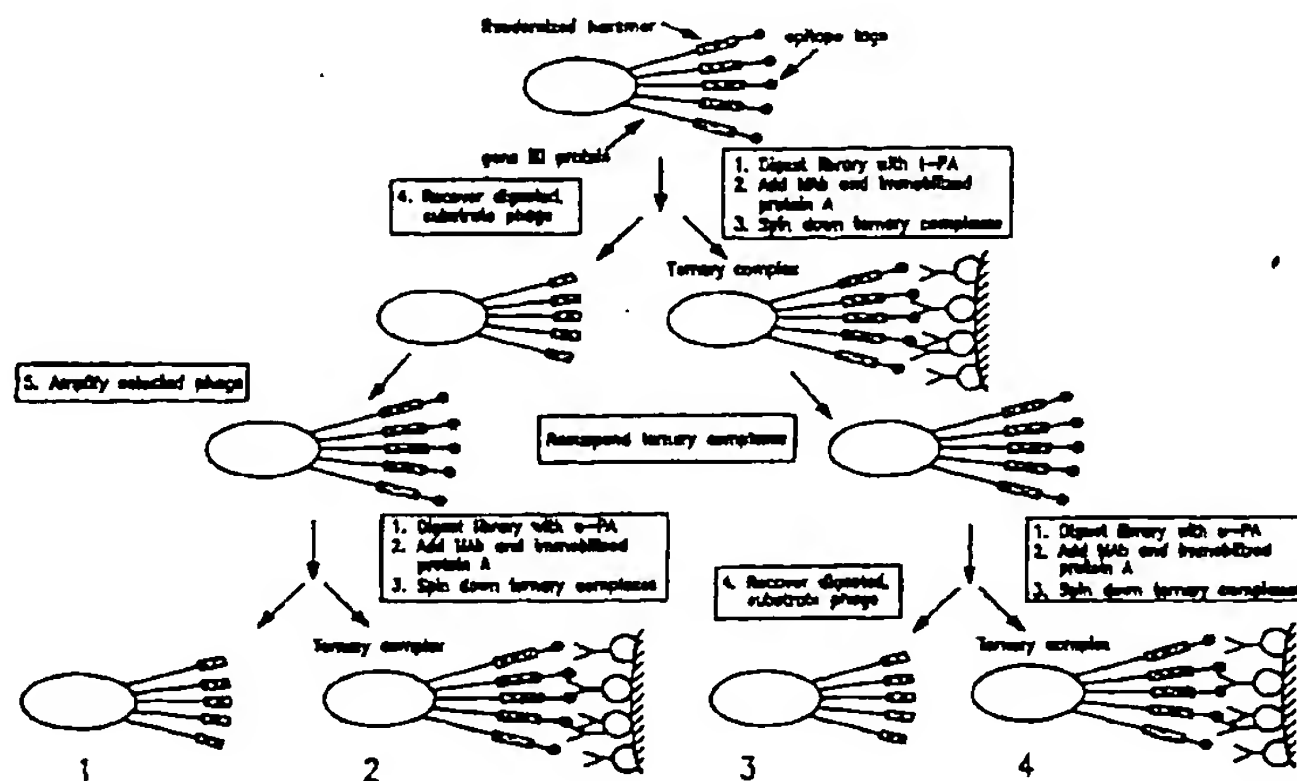 Randomized hexamer
epitope tags
gene III protein
1. Digest library with t-PA
2. Add MAb and immobilized
protein A
3. Spin down ternary complexes
4. Recover digested,
substrate phage
Ternary complex
5. Amplify selected phage
Resuspend ternary complexes
1. Digest library with u-PA
2. Add MAb and immobilized
protein A
3. Spin down ternary complexes
1. Digest library with u-PA
2. Add MAb and immobilized
protein A
3. Spin down ternary complexes
4. Recover digested,
substrate phage
Ternary complex
Ternary complex
1
2
3
4